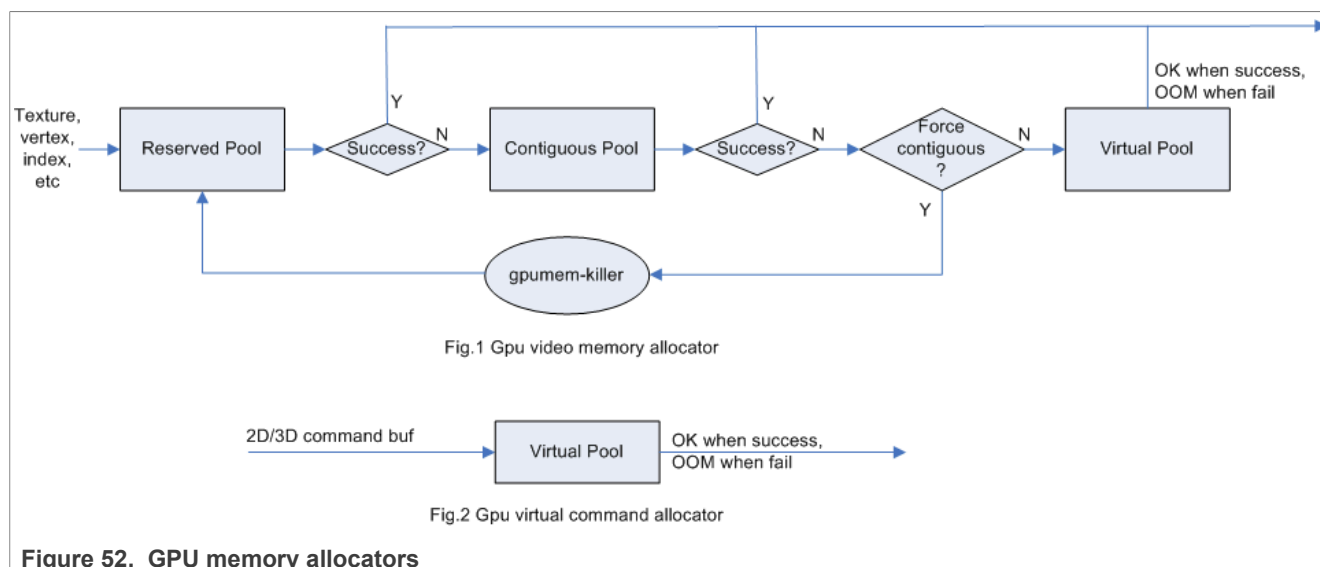 OK when success,
OOM when fail
Texture,
vertex,
index,
etc
Reserved Pool
Y
Success?
N
Contiguous Pool
Y
Success?
N
Force
contiguous
?
N
Virtual Pool
Y
gpumem-killer
Fig.1 Gpu video memory allocator
2D/3D command buf
Virtual Pool
OK when success,
OOM when fail
Fig.2 Gpu virtual command allocator
Figure 52. GPU memory allocators